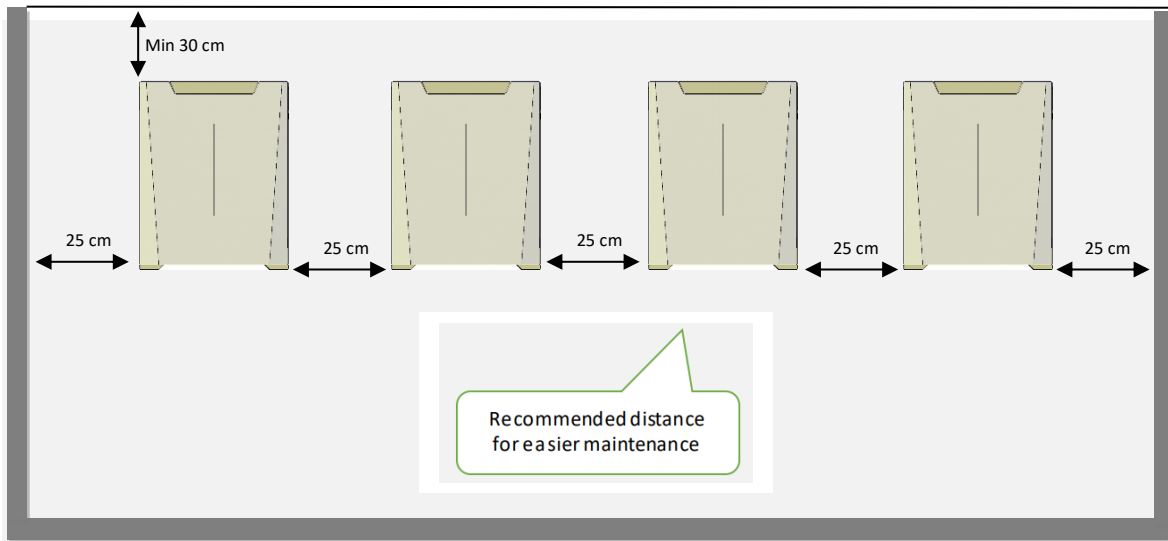 Min 30 cm
25 cm
25 cm
25 cm
25 cm
25 cm
Recommended distance
for easier maintenance